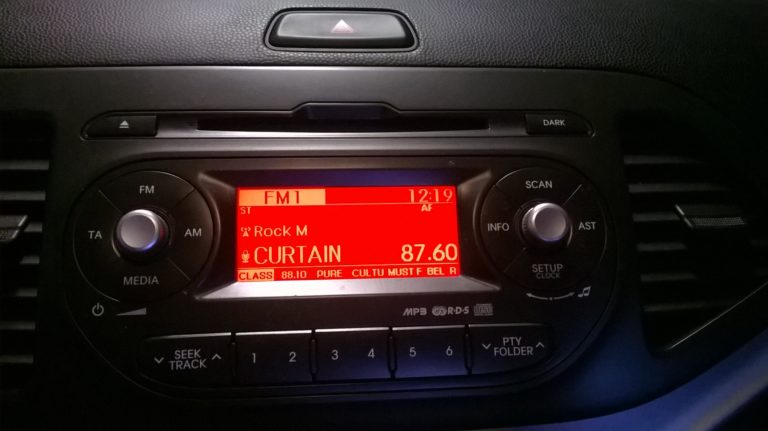 DARK
FM
TA
AM
MEDIA
FM1 12:19
ST AF
Rock M
CURTAIN 87.60
CLASS 88.10 PURE CULTU MUST F BEL R
SCAN
INFO
AST
SETUP
CLOCK
MP3 R·D·S
SEEK
TRACK
1 2 3 4 5 6
PTY
FOLDER